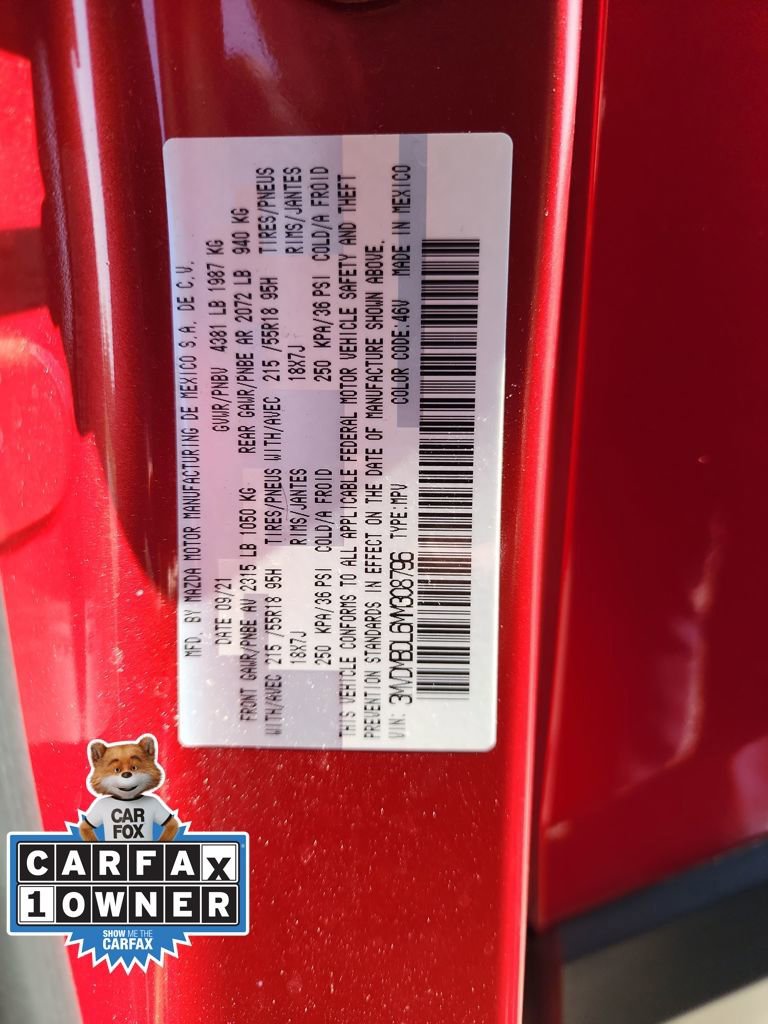 MFD. BY MAZDA MOTOR MANUFACTURING DE MEXICO S.A. DE C.V.
DATE 09/21 GVWR/PNBV 4381 LB 1987 KG
FRONT GAWR/PNBE AV 2315 LB 1050 KG REAR GAWR/PNBE AR 2072 LB 940 KG
WITH/AVEC 215 /55R18 95H TIRES/PNEUS WITH/AVEC 215 /55R18 95H TIRES/PNEUS
18X7J RIMS/JANTES 18X7J RIMS/JANTES
250 KPA/36 PSI COLD/A FROID 250 KPA/36 PSI COLD/A FROID
THIS VEHICLE CONFORMS TO ALL APPLICABLE FEDERAL MOTOR VEHICLE SAFETY AND THEFT
PREVENTION STANDARDS IN EFFECT ON THE DATE OF MANUFACTURE SHOWN ABOVE.
VIN: 3MVDMBDL6MM308796 TYPE:MPV COLOR CODE:46V MADE IN MEXICO
CAR
FOX
CARFAX
1 OWNER
SHOW ME THE
CARFAX